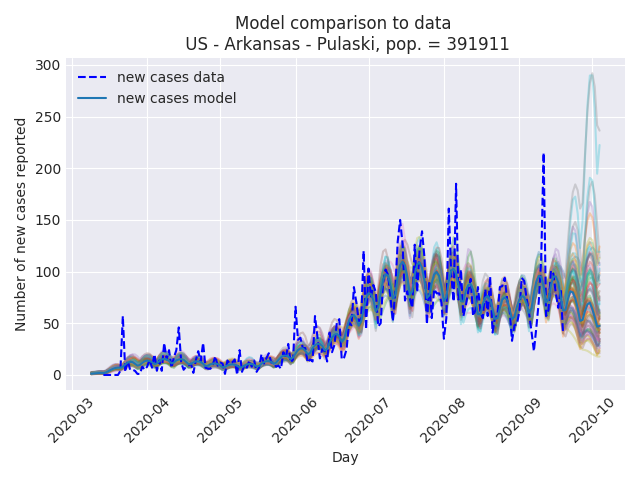 Model comparison to data
US - Arkansas - Pulaski, pop. = 391911
Number of new cases reported
300
250
200
150
100
50
0
new cases data
new cases model
2020-03
2020-04
2020-05
2020-06
2020-07
2020-08
2020-09
2020-10
Day